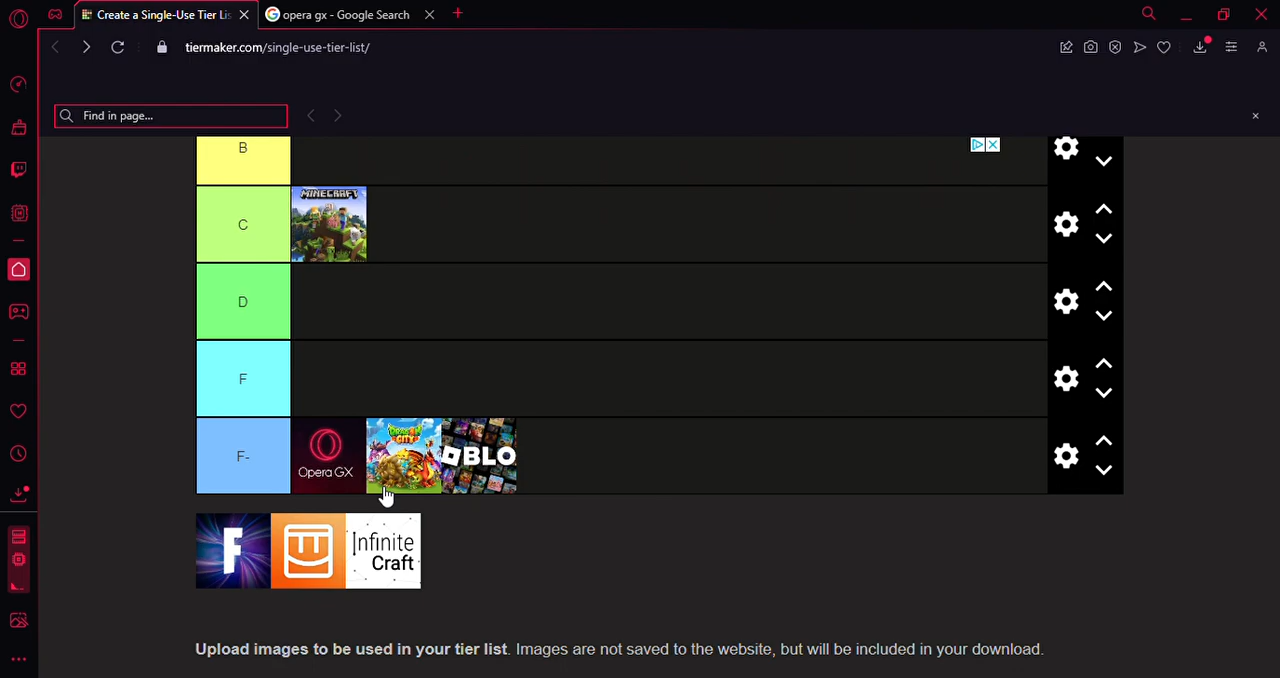 Create a Single-Use Tier Lis
opera gx - Google Search
tiermaker.com/single-use-tier-list/
Find in page...
B
C
MINECRAFT
D
F
F-
Opera GX
DRAGON CITY
BLO
F
Infinite
Craft
Upload images to be used in your tier list. Images are not saved to the website, but will be included in your download.